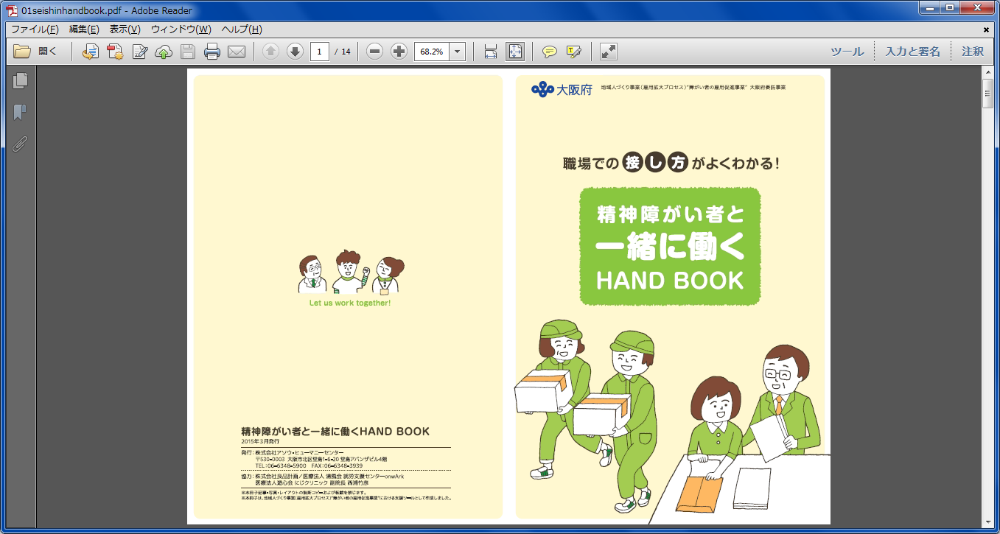 01seishinhandbook.pdf - Adobe Reader
ファイル(F) 編集(E) 表示(V) ウィンドウ(W) ヘルプ(H)
開く 1 / 14 68.2% ツール 入力と署名 注釈
Let us work together!
精神障がい者と一緒に働くHAND BOOK
2015年3月発行
発行：株式会社アソウ・ヒューマニーセンター
〒530-0003 大阪市北区堂島1-6-20 堂島アバンザビル4階
TEL：06-6348-5900 FAX：06-6348-3939
協力：株式会社良品計画／医療法人 清風会 就労支援センターonwArk
医療法人遊心会 にじクリニック 副院長 西浦竹彦
※本冊子記事・写真・レイアウトの無断コピーおよび転載を禁じます。
※本冊子は、地域人づくり事業（雇用拡大プロセス）“障がい者の雇用促進事業”における支援ツールとして作成しました。
大阪府 地域人づくり事業（雇用拡大プロセス）“障がい者の雇用促進事業” 大阪府委託事業
職場での接し方がよくわかる！
精神障がい者と
一緒に働く
HAND BOOK